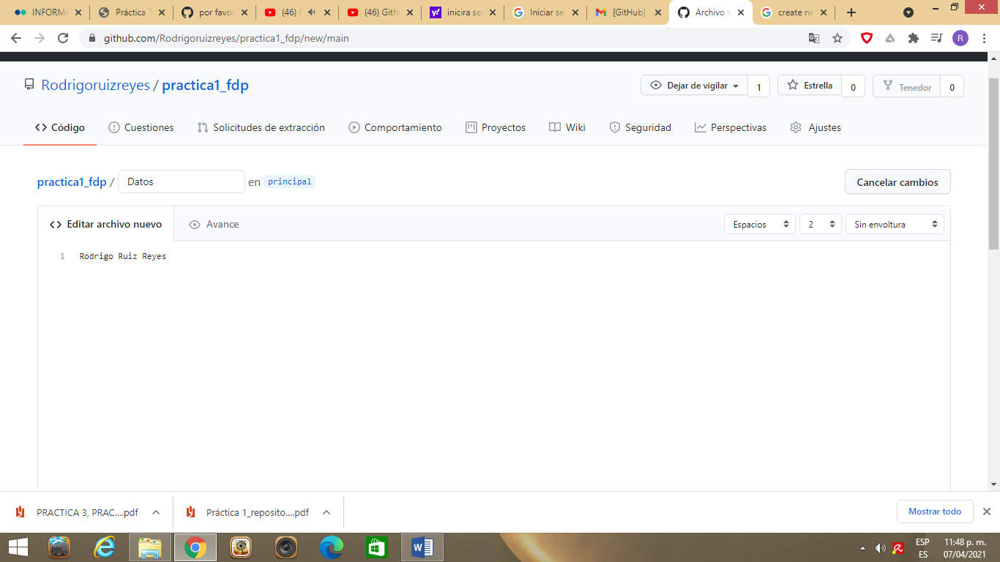 INFORMA
Práctica 1
por favor
(46) G
(46) Gith
inicira se
Iniciar se
[GitHub]
Archivo n
create ne
github.com/Rodrigoruizreyes/practica1_fdp/new/main
R
Rodrigoruizreyes / practica1_fdp
Dejar de vigilar 1
Estrella 0
Tenedor 0
Código
Cuestiones
Solicitudes de extracción
Comportamiento
Proyectos
Wiki
Seguridad
Perspectivas
Ajustes
practica1_fdp / Datos en principal
Cancelar cambios
Editar archivo nuevo
Avance
Espacios
2
Sin envoltura
1 Rodrigo Ruiz Reyes
PRACTICA 3, PRAC....pdf
Práctica 1_reposito....pdf
Mostrar todo
DOC
W
ESP
ES
11:48 p. m.
07/04/2021